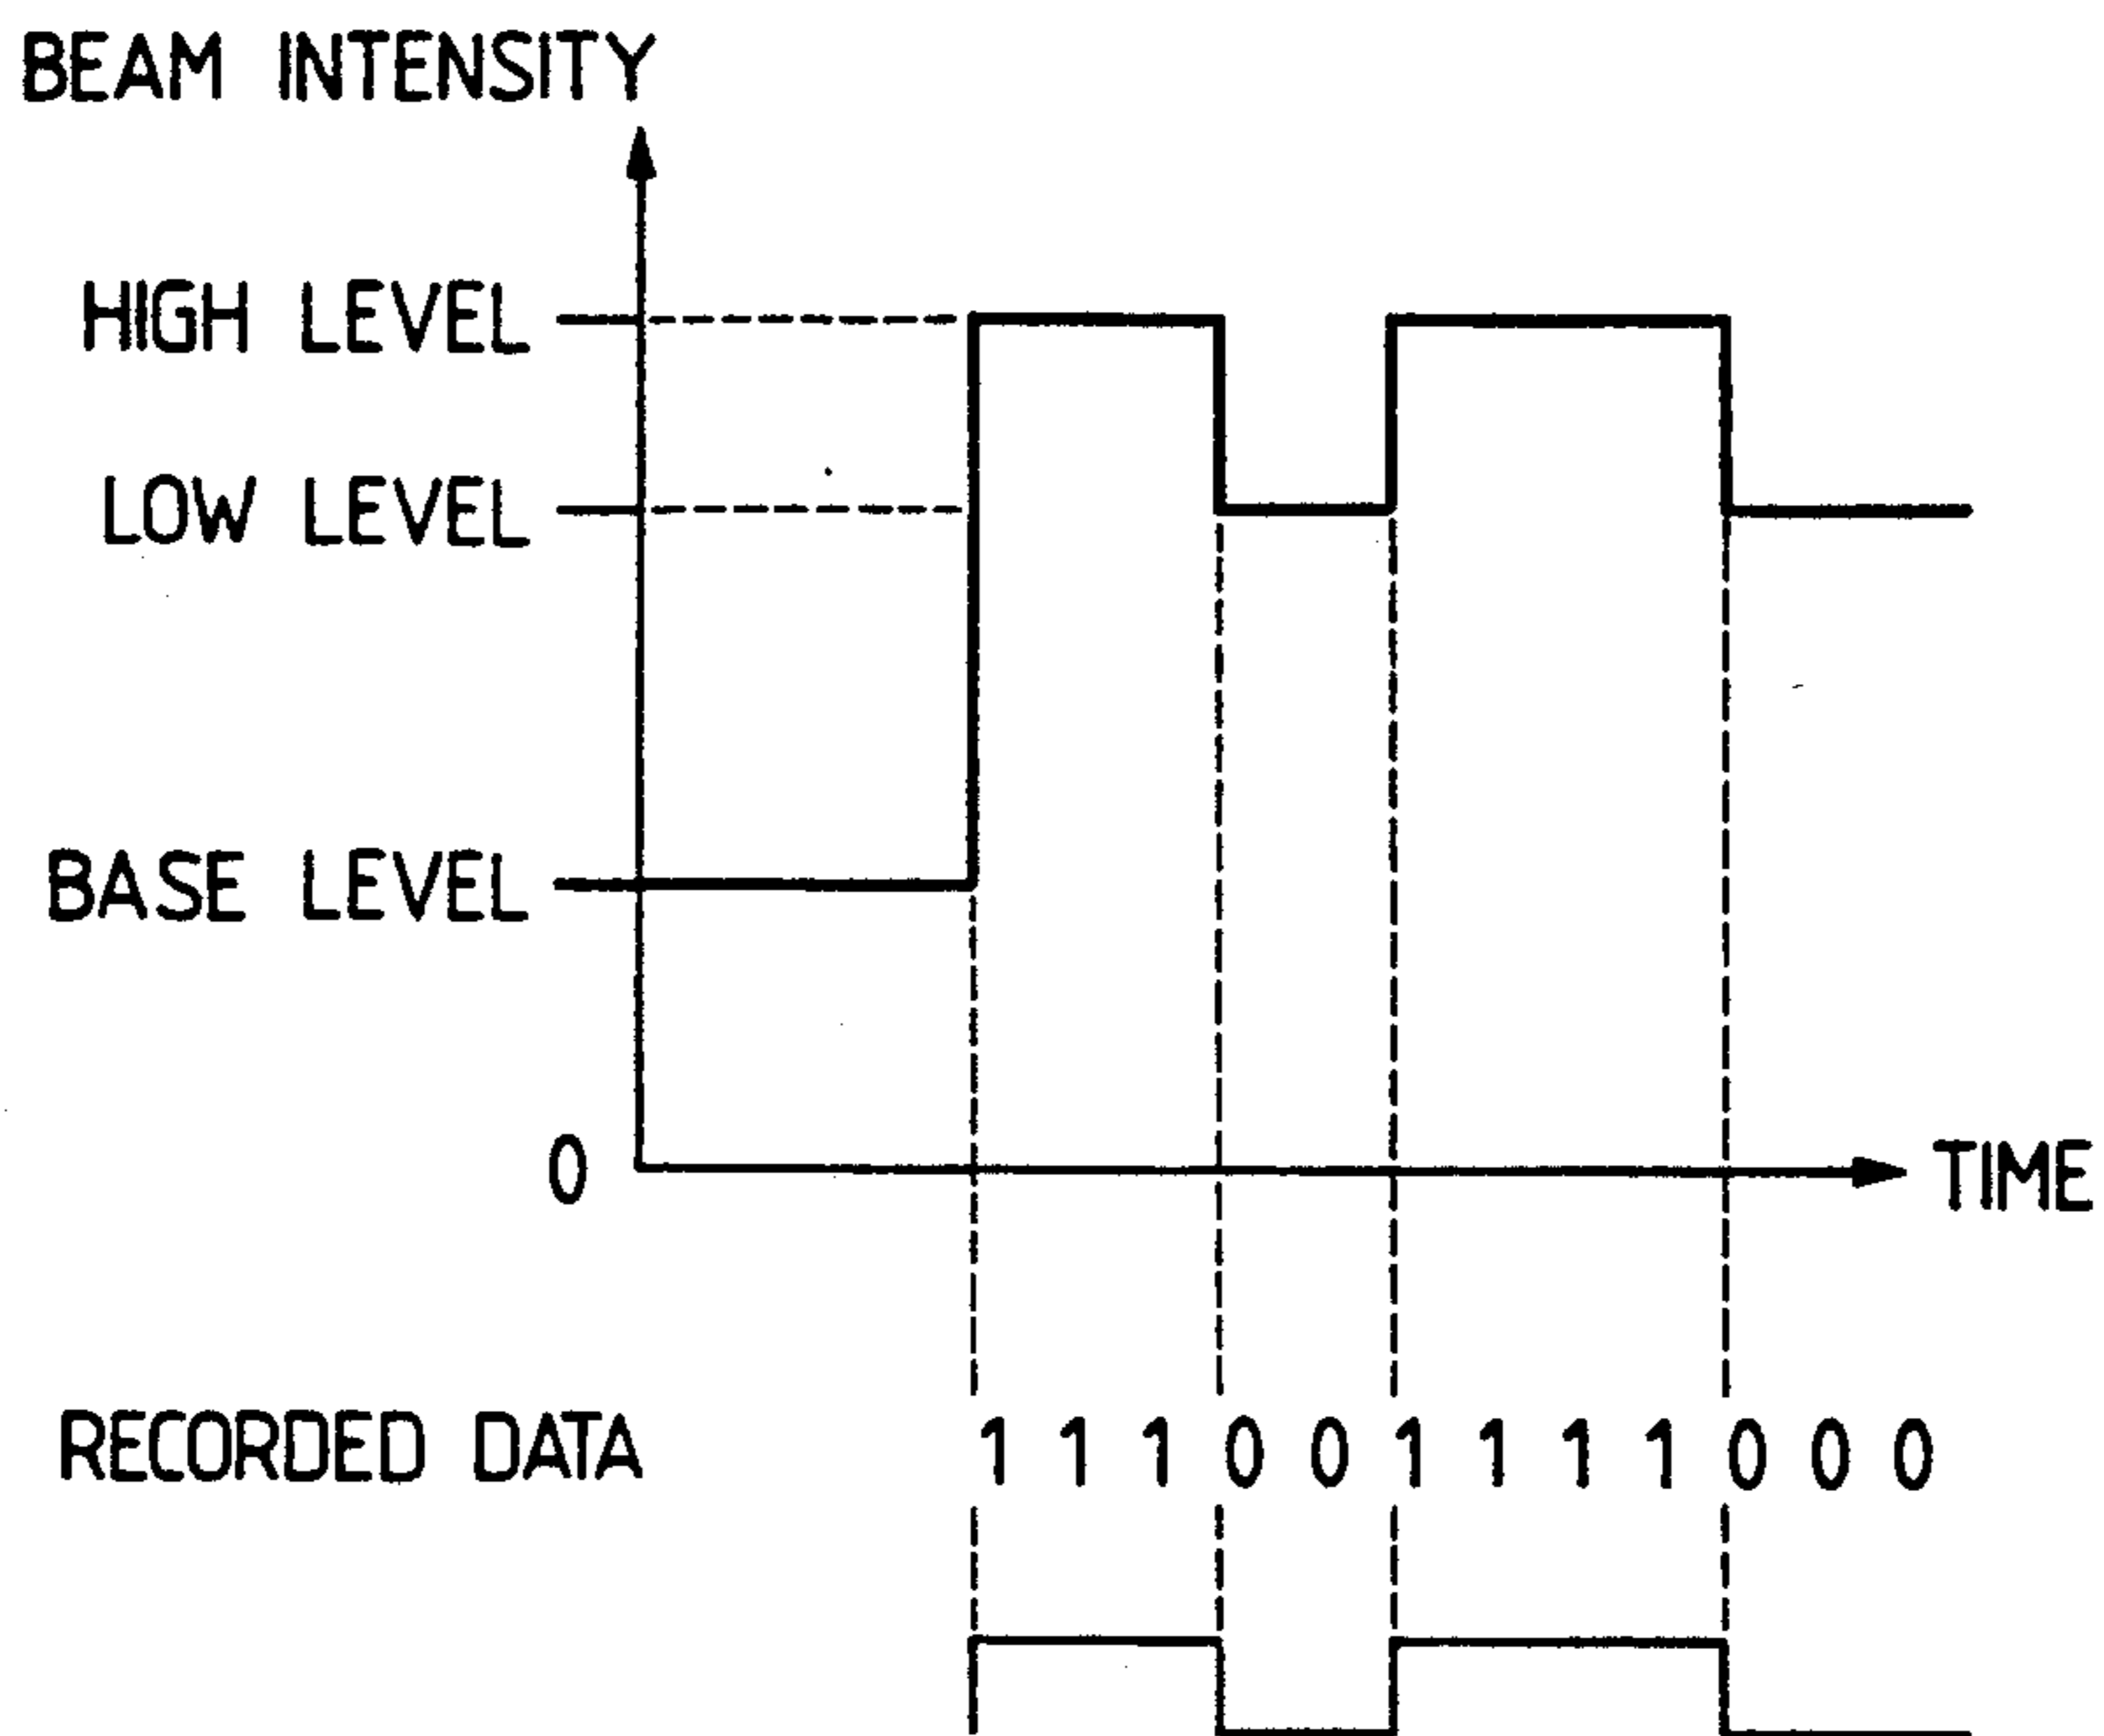 BEAM INTENSITY
HIGH LEVEL
LOW LEVEL
BASE LEVEL
0
TIME
RECORDED DATA 1 1 1 0 0 1 1 1 1 0 0 0